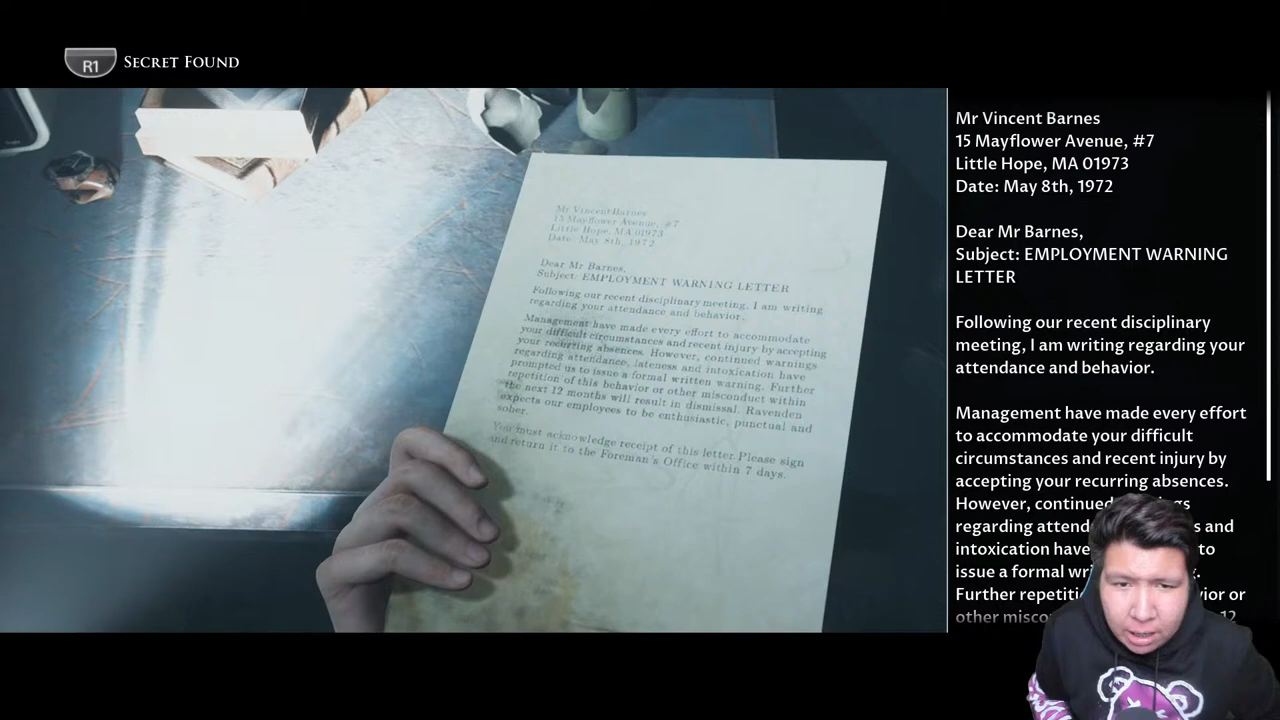 R1 SECRET FOUND
Mr Vincent Barnes
15 Mayflower Avenue, #7
Little Hope, MA 01973
Date: May 8th, 1972
Dear Mr Barnes,
Subject: EMPLOYMENT WARNING LETTER
Following our recent disciplinary meeting, I am writing
regarding your attendance and behavior.
Management have made every effort to accommodate
your difficult circumstances and recent injury by accepting
your recurring absences. However, continued warnings
regarding attendance, lateness and intoxication have
prompted us to issue a formal written warning. Further
repetition of this behavior or other misconduct within
the next 12 months will result in dismissal. Ravenden
expects our employees to be enthusiastic, punctual and
soher.
You must acknowledge receipt of this letter. Please sign
and return it to the Foreman's Office within 7 days.
Mr Vincent Barnes
15 Mayflower Avenue, #7
Little Hope, MA 01973
Date: May 8th, 1972
Dear Mr Barnes,
Subject: EMPLOYMENT WARNING
LETTER
Following our recent disciplinary
meeting, I am writing regarding your
attendance and behavior.
Management have made every effort
to accommodate your difficult
circumstances and recent injury by
accepting your recurring absences.
However, continued
regarding and
intoxication have to
issue a formal
Further or
other 12